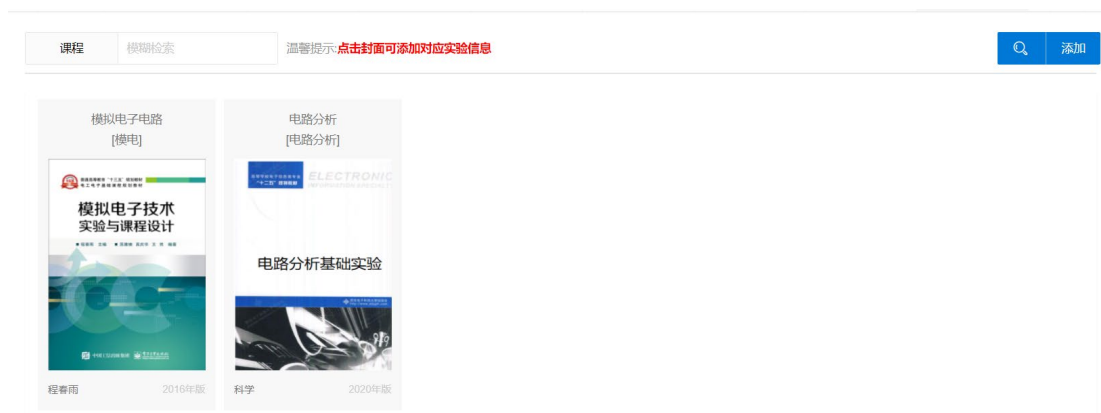 课程
模糊检索
温馨提示:点击封面可添加对应实验信息
添加
模拟电子电路
[模电]
模拟电子技术
实验与课程设计
程春雨
2016年版
电路分析
[电路分析]
ELECTRONIC
电路分析基础实验
科学
2020年版